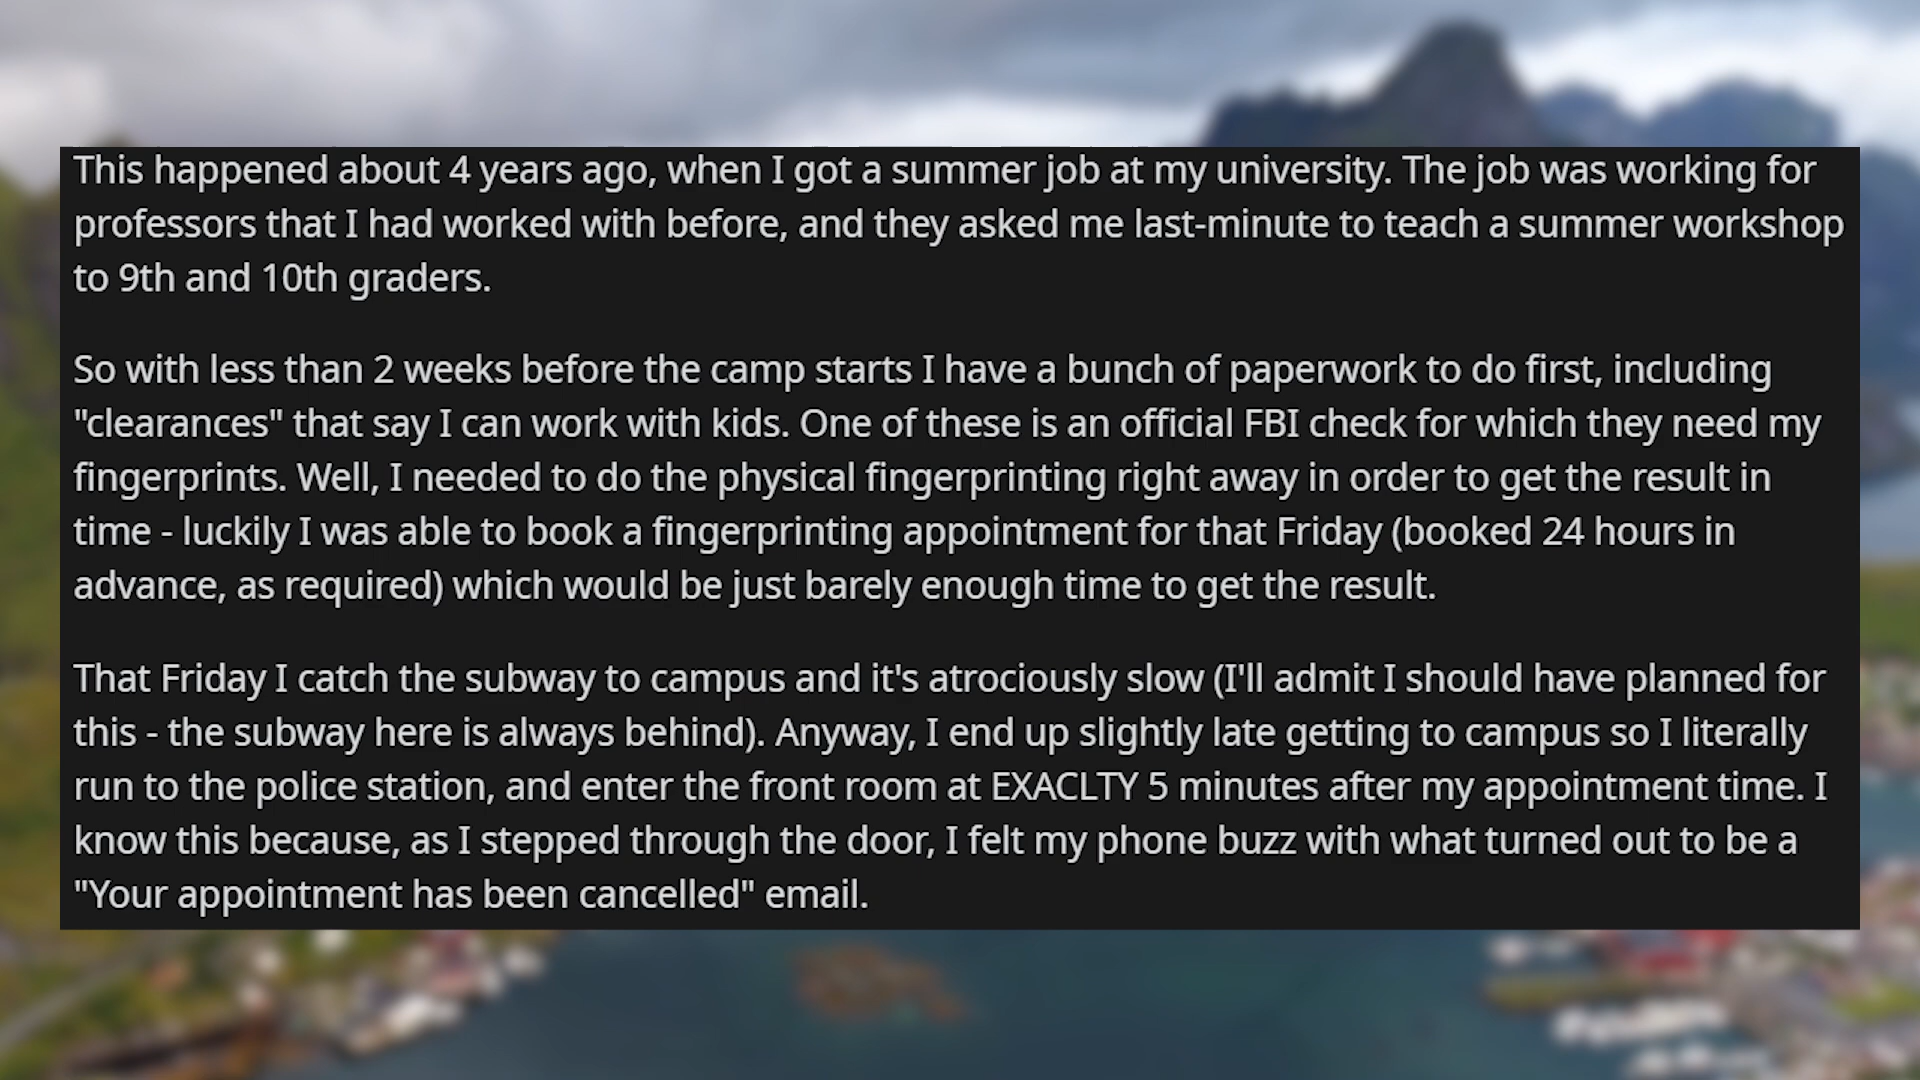 This happened about 4 years ago, when I got a summer job at my university. The job was working for
professors that I had worked with before, and they asked me last-minute to teach a summer workshop
to 9th and 10th graders.
So with less than 2 weeks before the camp starts I have a bunch of paperwork to do first, including
"clearances" that say I can work with kids. One of these is an official FBI check for which they need my
fingerprints. Well, I needed to do the physical fingerprinting right away in order to get the result in
time - luckily I was able to book a fingerprinting appointment for that Friday (booked 24 hours in
advance, as required) which would be just barely enough time to get the result.
That Friday I catch the subway to campus and it's atrociously slow (I'll admit I should have planned for
this - the subway here is always behind). Anyway, I end up slightly late getting to campus so I literally
run to the police station, and enter the front room at EXACLTY 5 minutes after my appointment time. I
know this because, as I stepped through the door, I felt my phone buzz with what turned out to be a
"Your appointment has been cancelled" email.